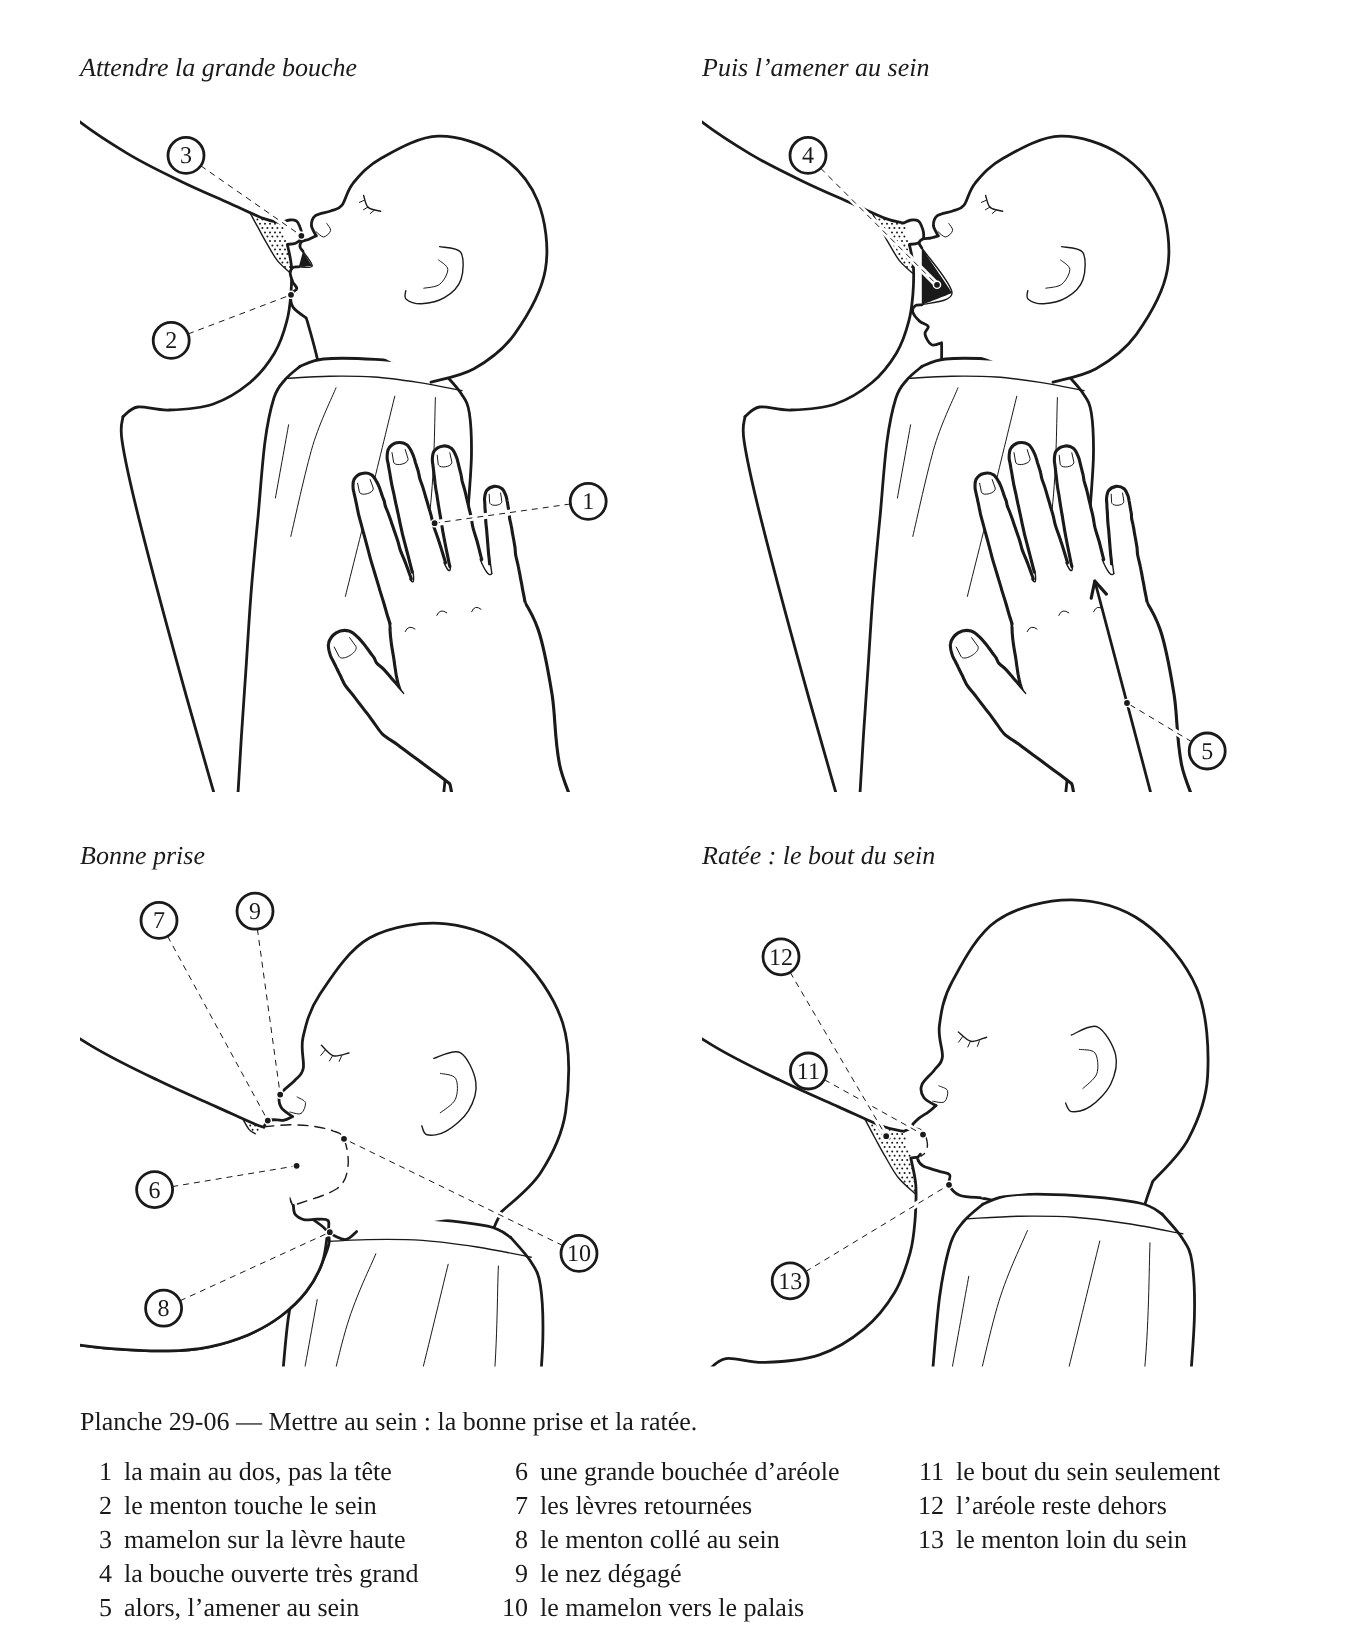 Attendre la grande bouche
Puis l’amener au sein
3
4
2
1
5
Bonne prise
Ratée : le bout du sein
9
7
12
11
6
10
13
8
Planche 29-06 — Mettre au sein : la bonne prise et la ratée.
1 la main au dos, pas la tête
2 le menton touche le sein
3 mamelon sur la lèvre haute
4 la bouche ouverte très grand
5 alors, l’amener au sein
6 une grande bouchée d’aréole
7 les lèvres retournées
8 le menton collé au sein
9 le nez dégagé
10 le mamelon vers le palais
11 le bout du sein seulement
12 l’aréole reste dehors
13 le menton loin du sein